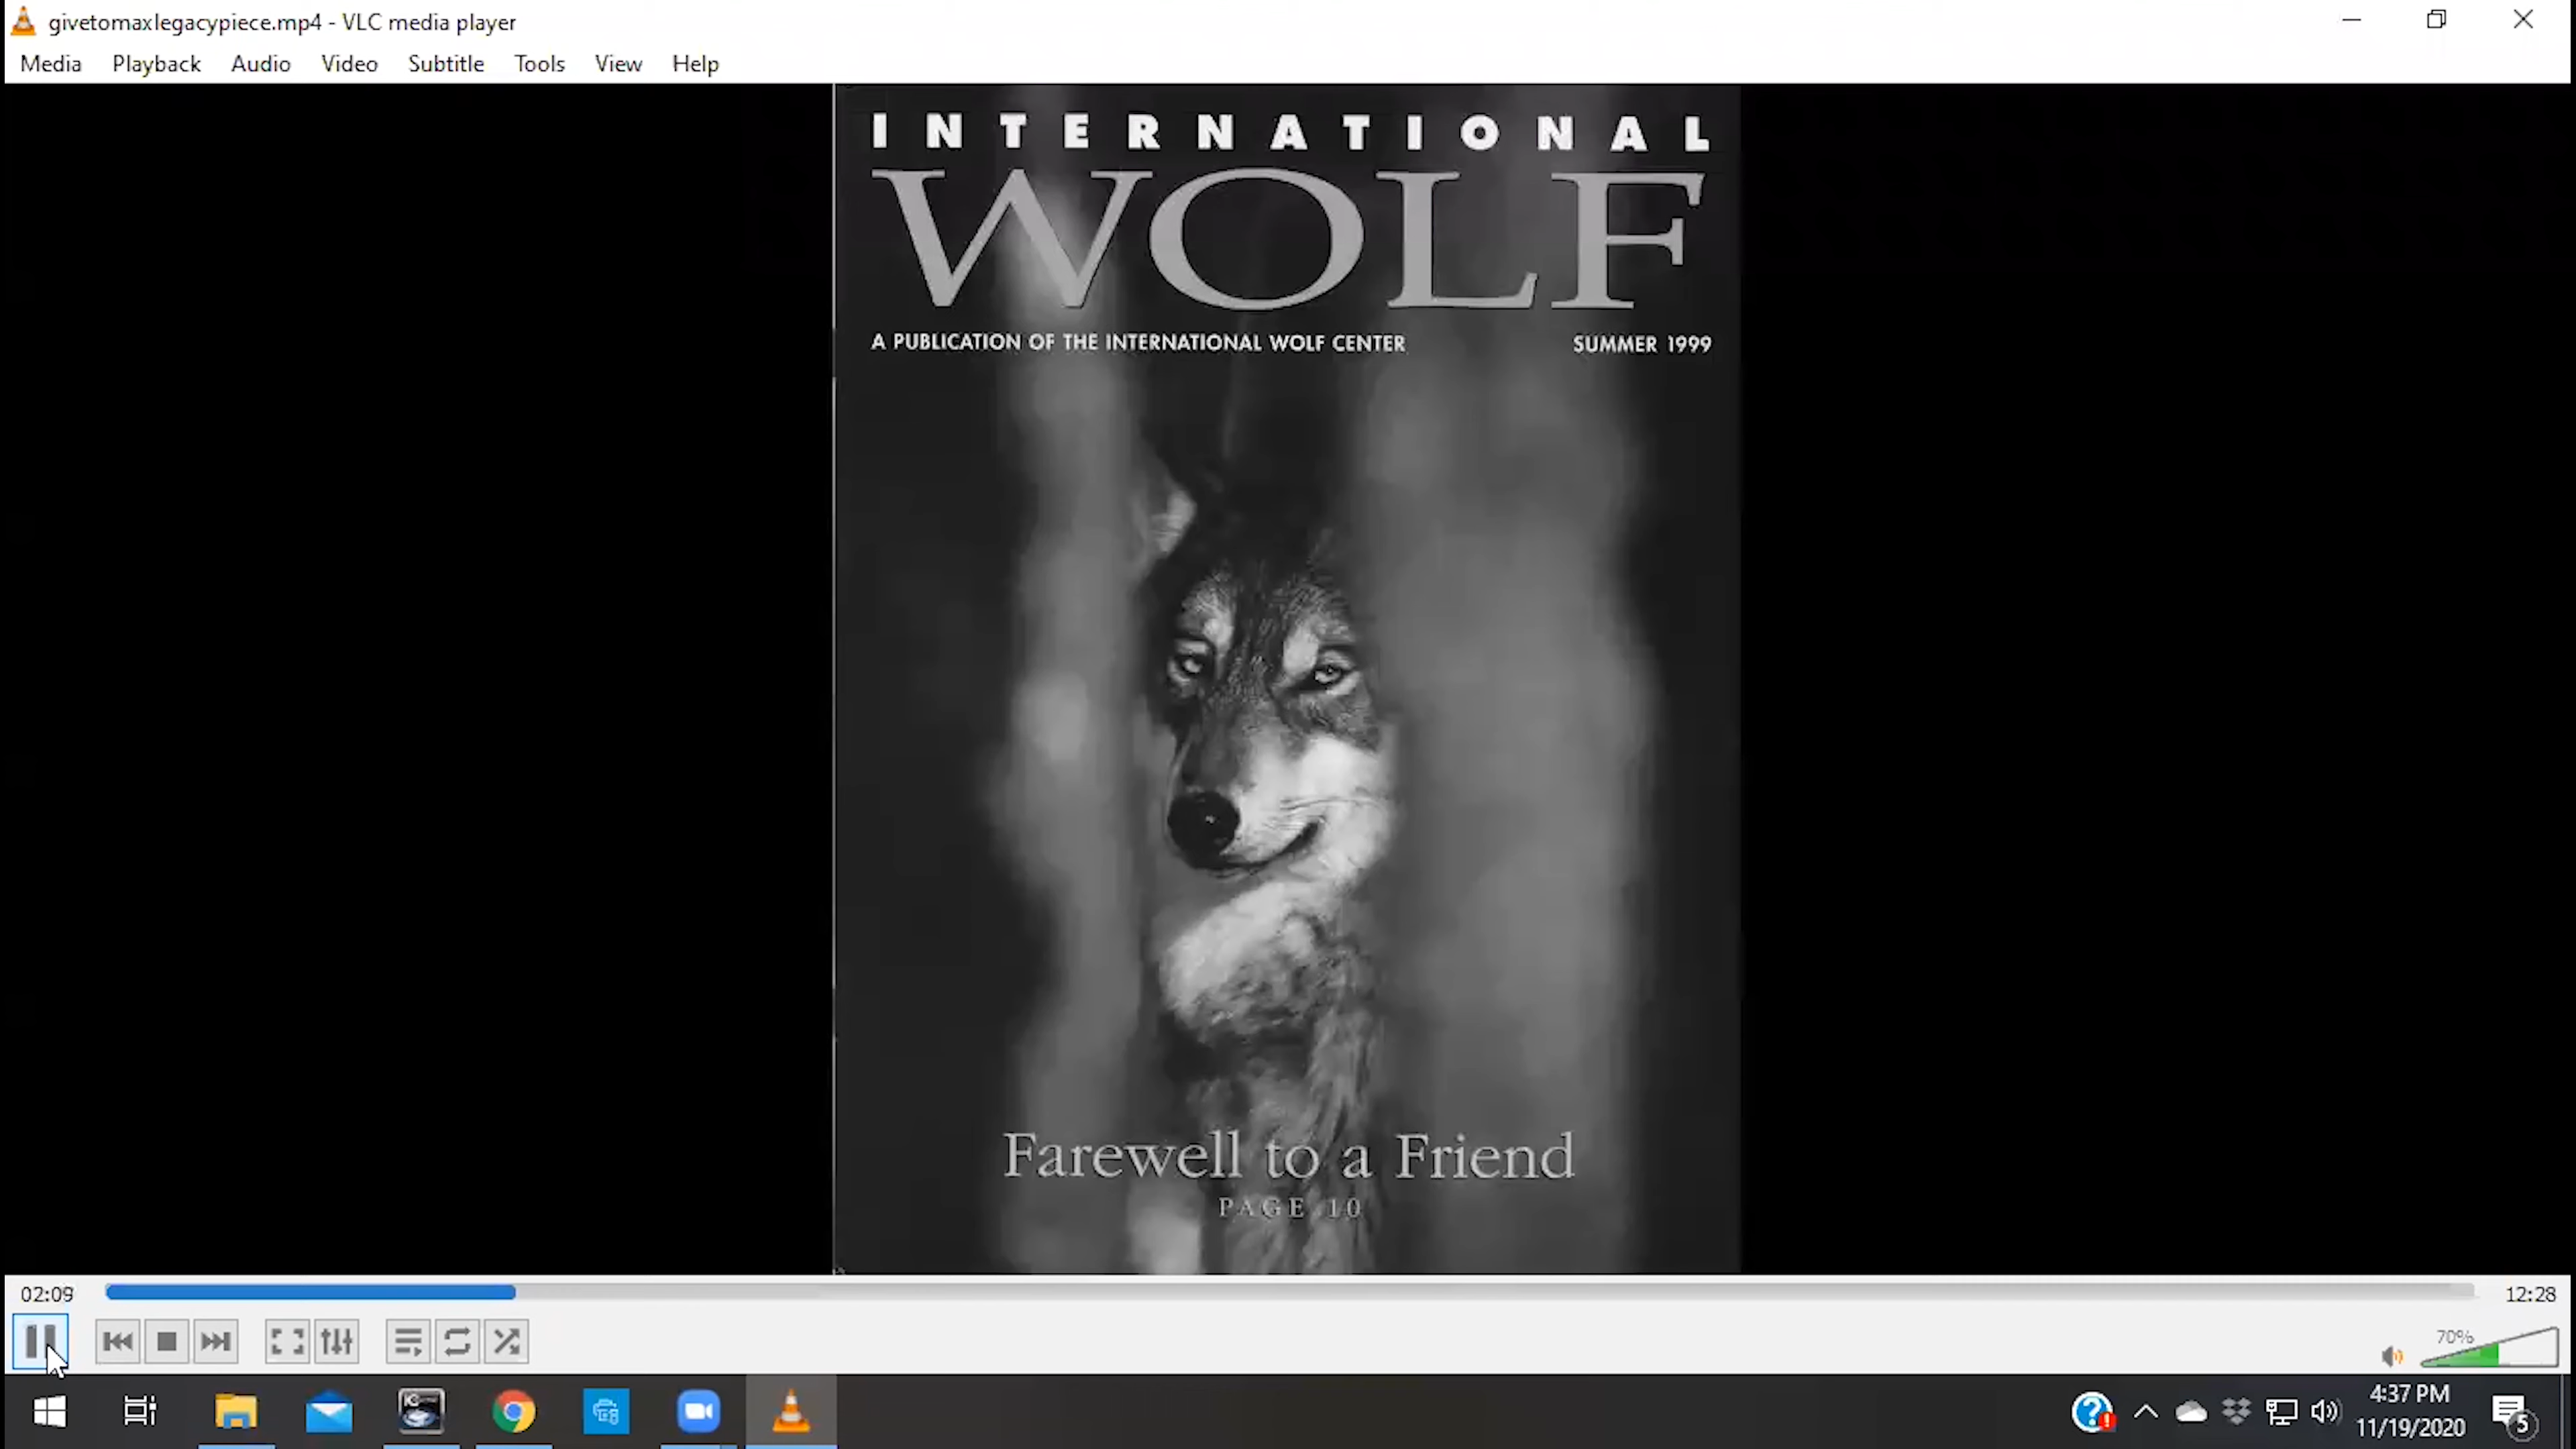 givetomaxlegacypiece.mp4 - VLC media player
Media Playback Audio Video Subtitle Tools View Help
INTERNATIONAL
WOLF
A PUBLICATION OF THE INTERNATIONAL WOLF CENTER SUMMER 1999
Farewell to a Friend
PAGE 10
02:09 12:28
70%
4:37 PM
11/19/2020
5